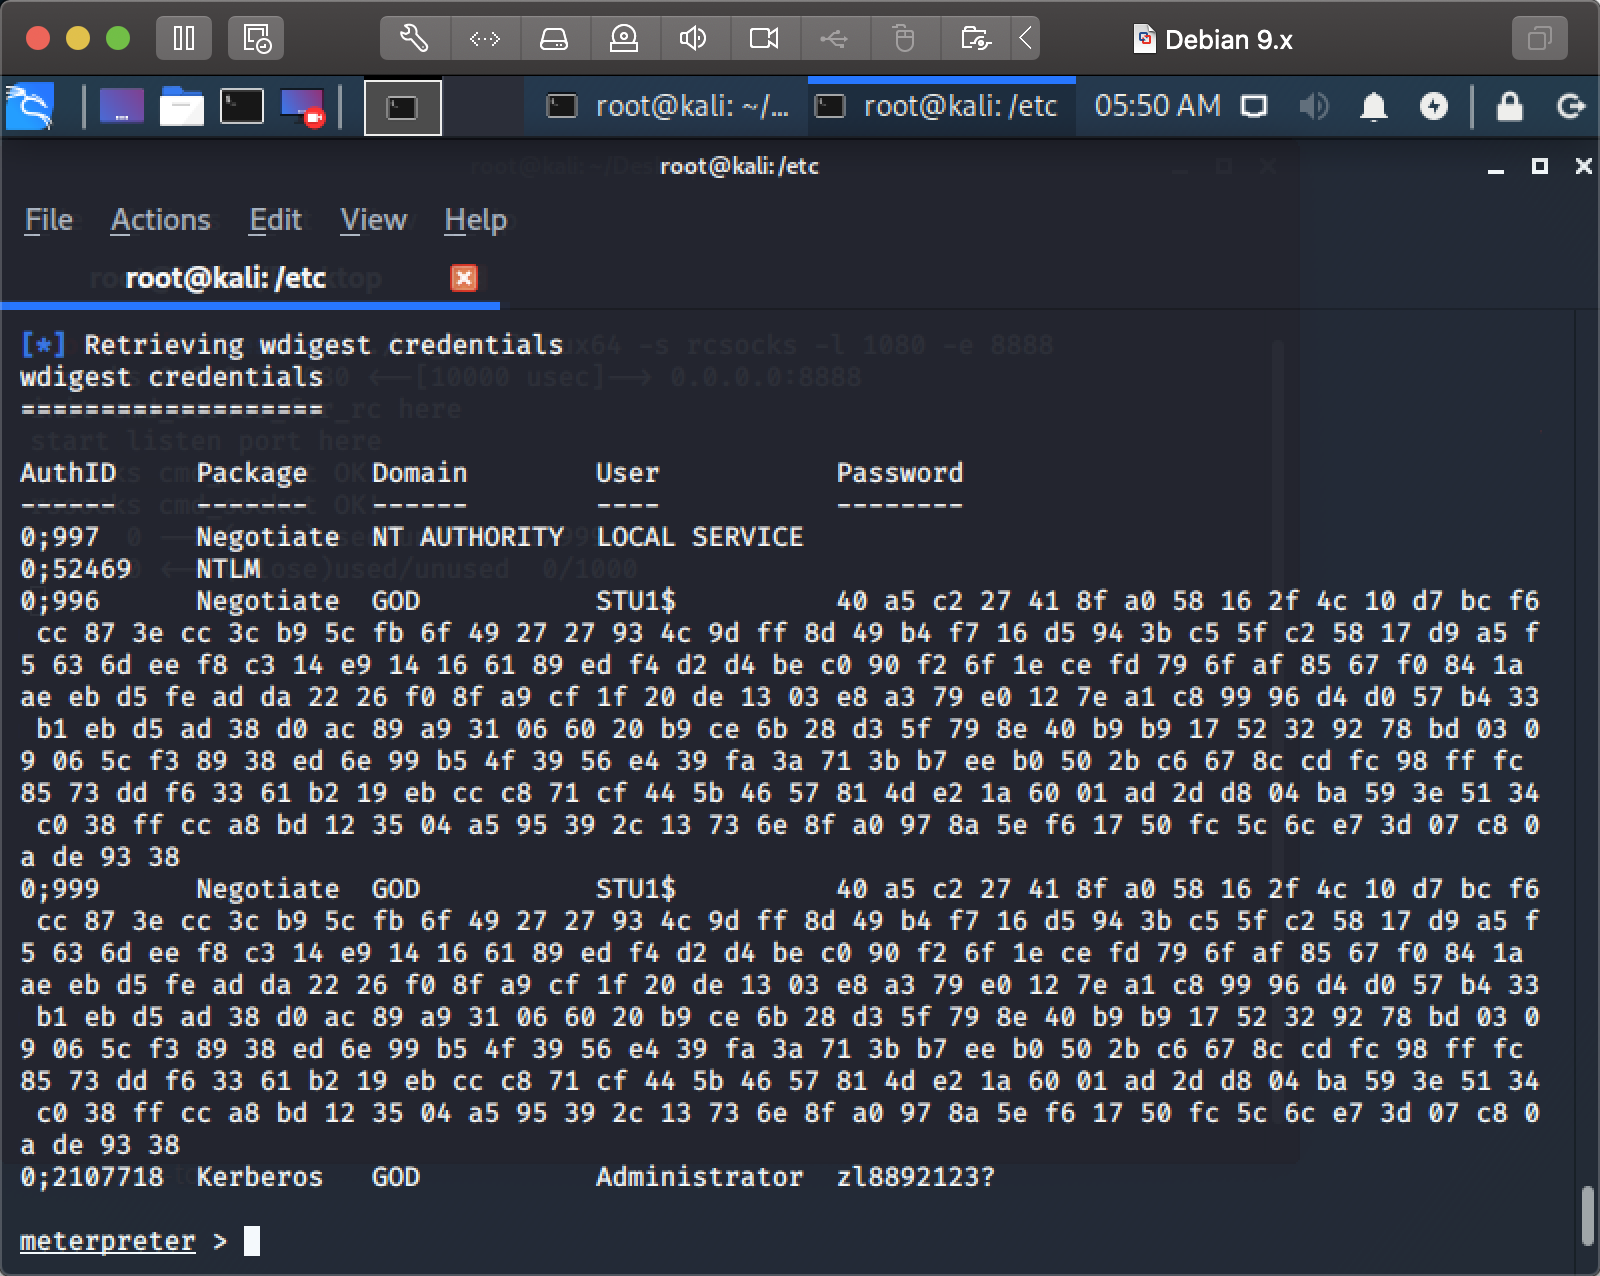 Debian 9.x
root@kali: ~/...
root@kali: /etc
05:50 AM
root@kali: /etc
File Actions Edit View Help
root@kali: /etc
[*] Retrieving wdigest credentials
wdigest credentials
===================
AuthID Package Domain User Password
------ ------- ------ ---- --------
0;997 Negotiate NT AUTHORITY LOCAL SERVICE
0;52469 NTLM
0;996 Negotiate GOD STU1$ 40 a5 c2 27 41 8f a0 58 16 2f 4c 10 d7 bc f6
cc 87 3e cc 3c b9 5c fb 6f 49 27 27 93 4c 9d ff 8d 49 b4 f7 16 d5 94 3b c5 5f c2 58 17 d9 a5 f
5 63 6d ee f8 c3 14 e9 14 16 61 89 ed f4 d2 d4 be c0 90 f2 6f 1e ce fd 79 6f af 85 67 f0 84 1a
ae eb d5 fe ad da 22 26 f0 8f a9 cf 1f 20 de 13 03 e8 a3 79 e0 12 7e a1 c8 99 96 d4 d0 57 b4 33
b1 eb d5 ad 38 d0 ac 89 a9 31 06 60 20 b9 ce 6b 28 d3 5f 79 8e 40 b9 b9 17 52 32 92 78 bd 03 0
9 06 5c f3 89 38 ed 6e 99 b5 4f 39 56 e4 39 fa 3a 71 3b b7 ee b0 50 2b c6 67 8c cd fc 98 ff fc
85 73 dd f6 33 61 b2 19 eb cc c8 71 cf 44 5b 46 57 81 4d e2 1a 60 01 ad 2d d8 04 ba 59 3e 51 34
c0 38 ff cc a8 bd 12 35 04 a5 95 39 2c 13 73 6e 8f a0 97 8a 5e f6 17 50 fc 5c 6c e7 3d 07 c8 0
a de 93 38
0;999 Negotiate GOD STU1$ 40 a5 c2 27 41 8f a0 58 16 2f 4c 10 d7 bc f6
cc 87 3e cc 3c b9 5c fb 6f 49 27 27 93 4c 9d ff 8d 49 b4 f7 16 d5 94 3b c5 5f c2 58 17 d9 a5 f
5 63 6d ee f8 c3 14 e9 14 16 61 89 ed f4 d2 d4 be c0 90 f2 6f 1e ce fd 79 6f af 85 67 f0 84 1a
ae eb d5 fe ad da 22 26 f0 8f a9 cf 1f 20 de 13 03 e8 a3 79 e0 12 7e a1 c8 99 96 d4 d0 57 b4 33
b1 eb d5 ad 38 d0 ac 89 a9 31 06 60 20 b9 ce 6b 28 d3 5f 79 8e 40 b9 b9 17 52 32 92 78 bd 03 0
9 06 5c f3 89 38 ed 6e 99 b5 4f 39 56 e4 39 fa 3a 71 3b b7 ee b0 50 2b c6 67 8c cd fc 98 ff fc
85 73 dd f6 33 61 b2 19 eb cc c8 71 cf 44 5b 46 57 81 4d e2 1a 60 01 ad 2d d8 04 ba 59 3e 51 34
c0 38 ff cc a8 bd 12 35 04 a5 95 39 2c 13 73 6e 8f a0 97 8a 5e f6 17 50 fc 5c 6c e7 3d 07 c8 0
a de 93 38
0;2107718 Kerberos GOD Administrator zl8892123?
meterpreter >